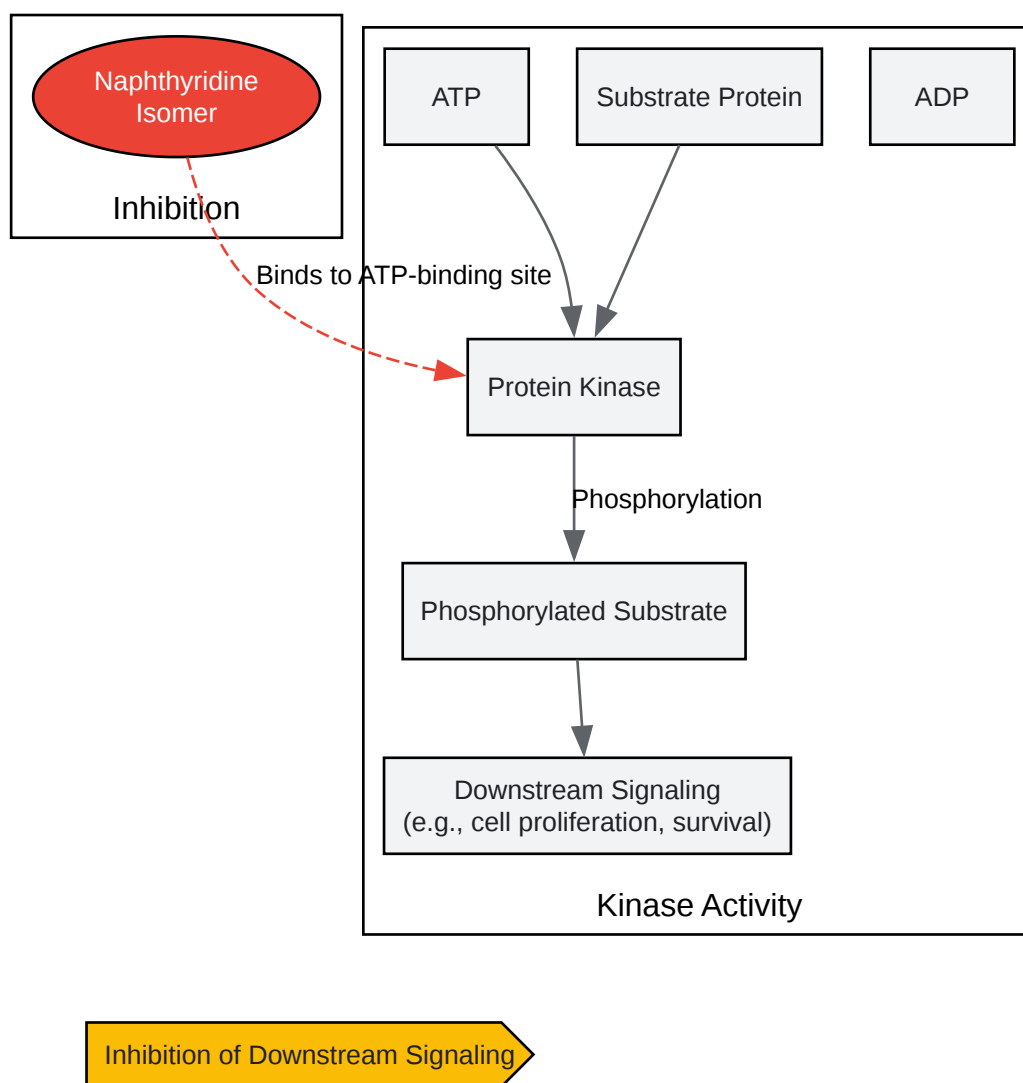 Naphthyridine
Isomer
Inhibition
ATP
Substrate Protein
ADP
Binds to ATP-binding site
Protein Kinase
Phosphorylation
Phosphorylated Substrate
Downstream Signaling
(e.g., cell proliferation, survival)
Kinase Activity
Inhibition of Downstream Signaling